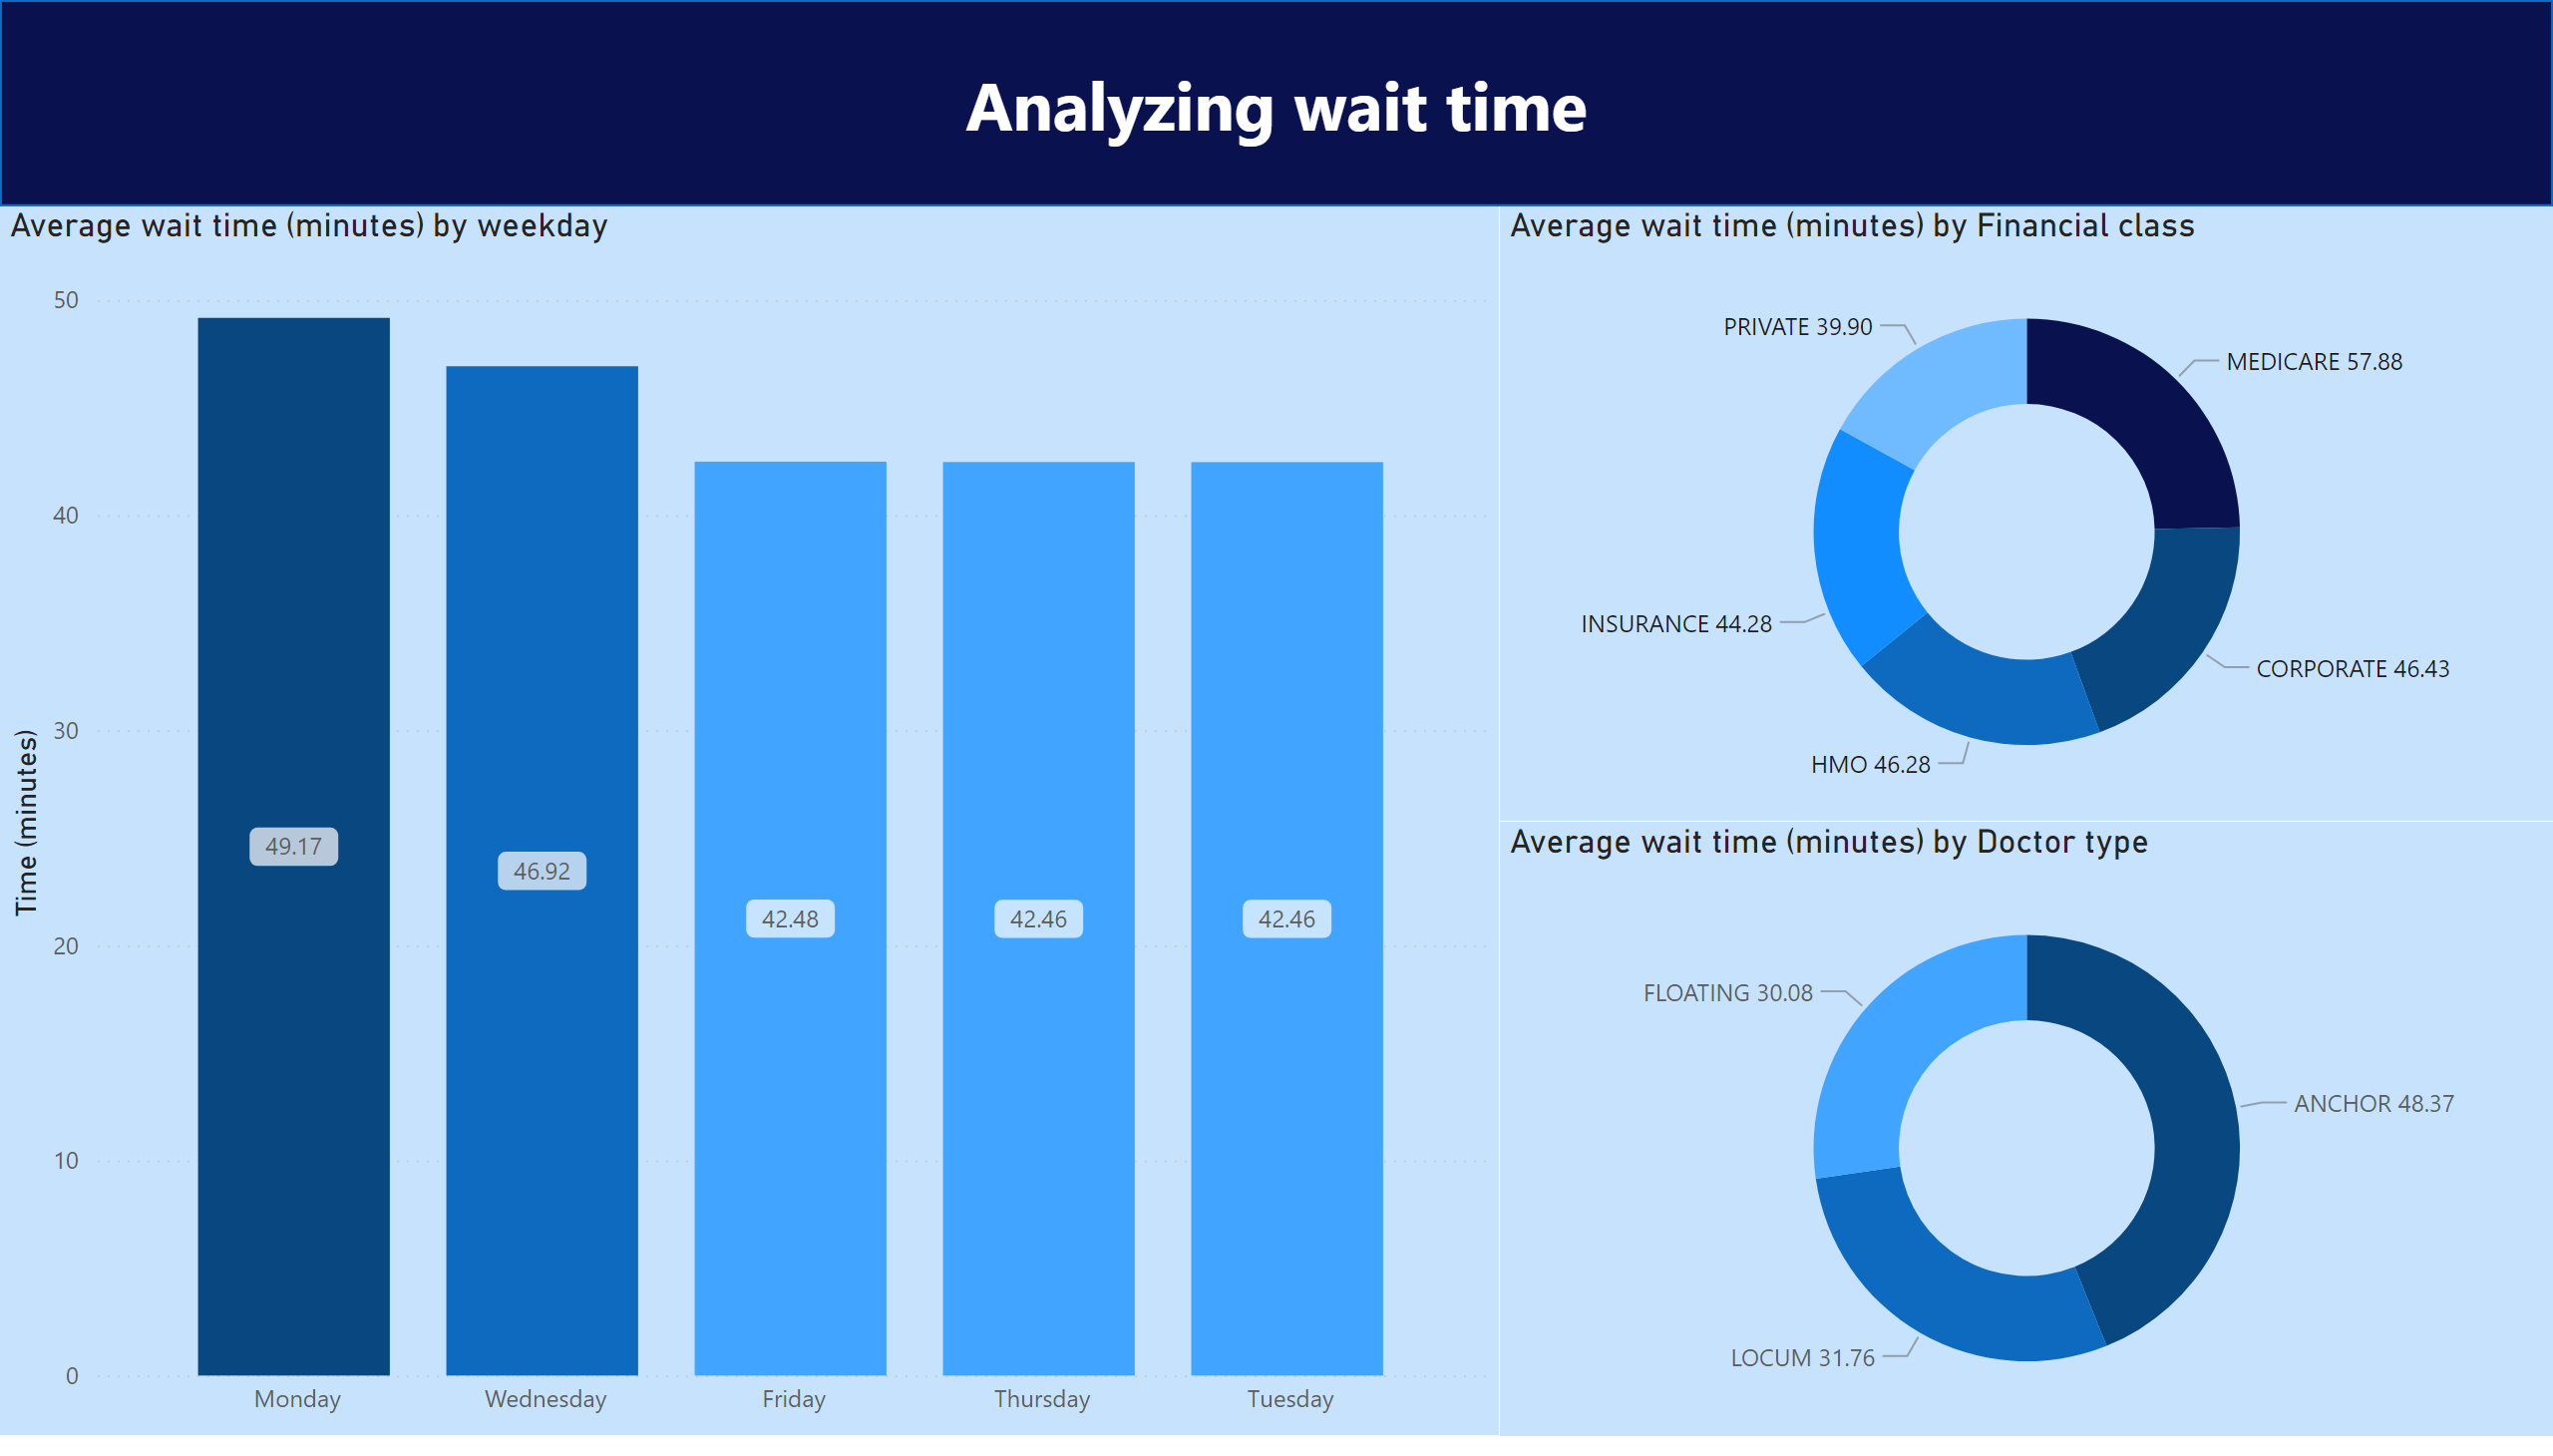 Analyzing wait time
Average wait time (minutes) by weekday
Time (minutes)
50
40
30
20
10
0
49.17
46.92
42.48
42.46
42.46
Monday
Wednesday
Friday
Thursday
Tuesday
Average wait time (minutes) by Financial class
PRIVATE 39.90
MEDICARE 57.88
INSURANCE 44.28
CORPORATE 46.43
HMO 46.28
Average wait time (minutes) by Doctor type
FLOATING 30.08
ANCHOR 48.37
LOCUM 31.76